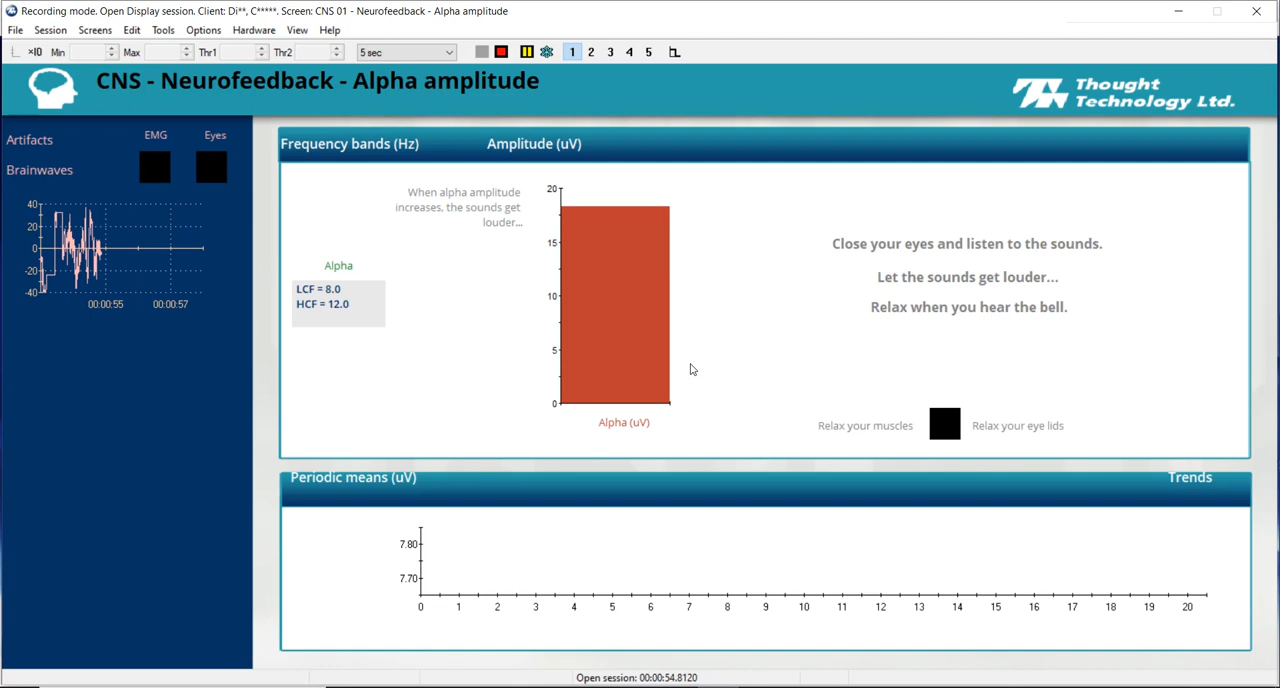 Recording mode. Open Display session. Client: Di**, C*****. Screen: CNS 01 - Neurofeedback - Alpha amplitude
File Session Screens Edit Tools Options Hardware View Help
×10 Min Max Thr1 Thr2 5 sec 1 2 3 4 5
CNS - Neurofeedback - Alpha amplitude
Thought
Technology Ltd.
Artifacts EMG Eyes
Brainwaves
40
20
0
-20
-40
00:00:55 00:00:57
Frequency bands (Hz) Amplitude (uV)
When alpha amplitude
increases, the sounds get
louder...
Alpha
LCF = 8.0
HCF = 12.0
20
15
10
5
0
Alpha (uV)
Close your eyes and listen to the sounds.
Let the sounds get louder...
Relax when you hear the bell.
Relax your muscles Relax your eye lids
Periodic means (uV) Trends
7.80
7.70
0 1 2 3 4 5 6 7 8 9 10 11 12 13 14 15 16 17 18 19 20
Open session: 00:00:54.8120